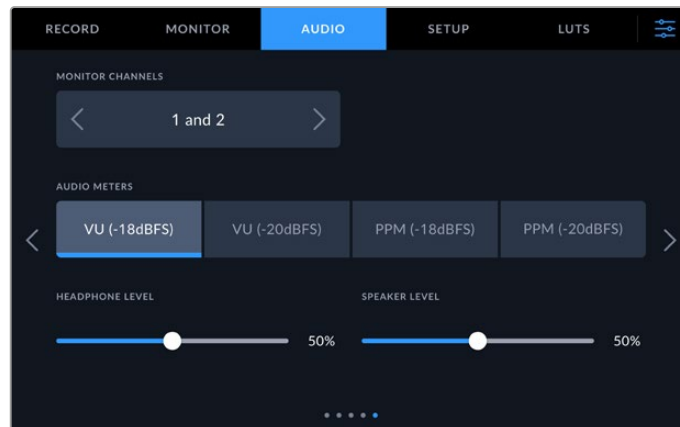 RECORD MONITOR AUDIO SETUP LUTS
MONITOR CHANNELS
1 and 2
AUDIO METERS
VU (-18dBFS) VU (-20dBFS) PPM (-18dBFS) PPM (-20dBFS)
HEADPHONE LEVEL SPEAKER LEVEL
50% 50%